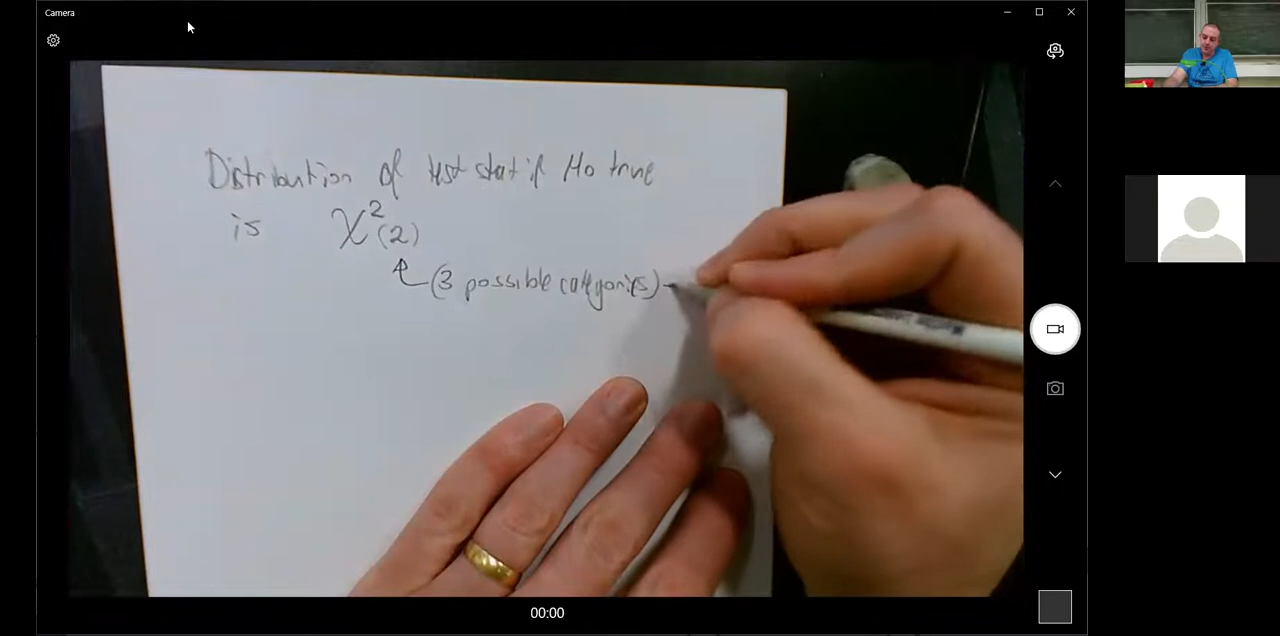 Camera
Distribution of test stat if Ho true
is χ²(2)
(3 possible categories) -
00:00